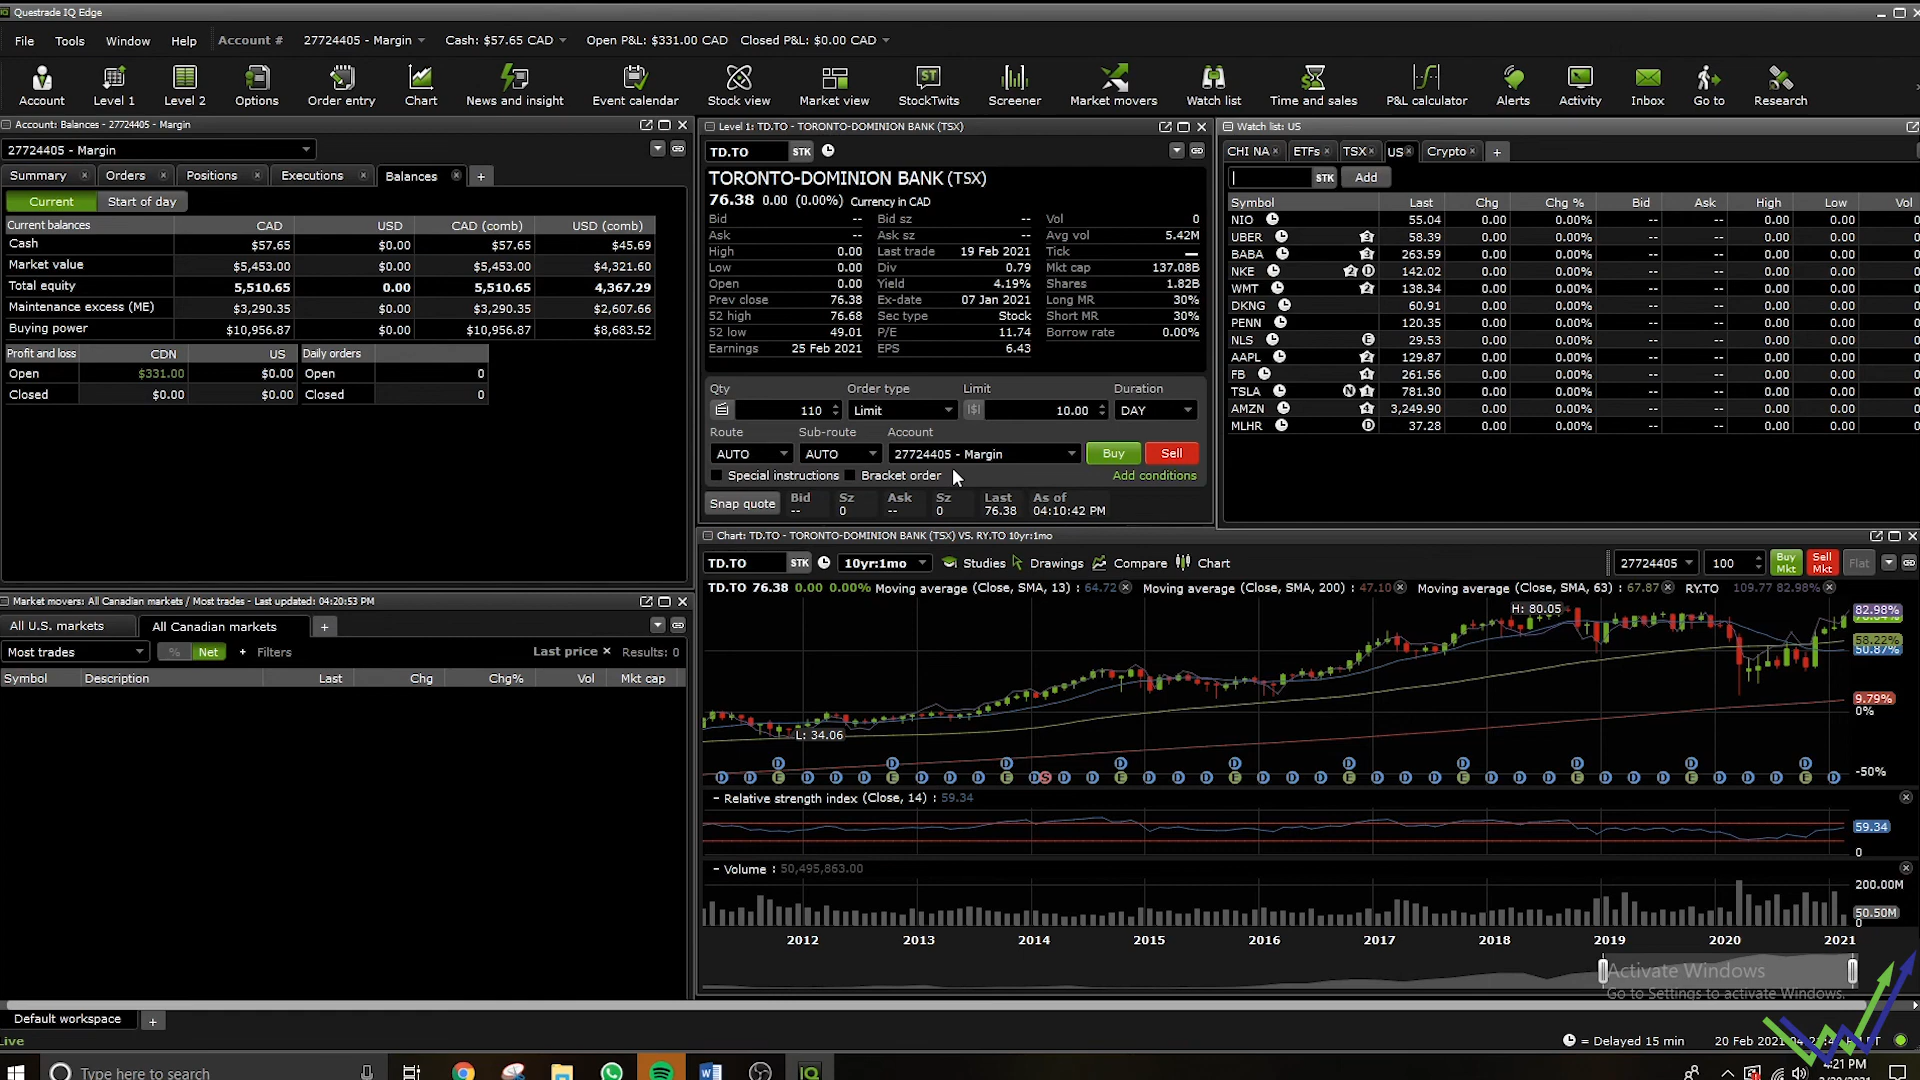 Questrade IQ Edge
File Tools Window Help Account # 27724405 - Margin Cash: $57.65 CAD Open P&L: $331.00 CAD Closed P&L: $0.00 CAD
Account Level 1 Level 2 Options Order entry Chart News and insight Event calendar Stock view Market view StockTwits Screener Market movers Watch list Time and sales P&L calculator Alerts Activity Inbox Go to Research
Account: Balances - 27724405 - Margin
27724405 - Margin
Summary Orders Positions Executions Balances +
Current Start of day
Current balances CAD USD CAD (comb) USD (comb)
Cash $57.65 $0.00 $57.65 $45.69
Market value $5,453.00 $0.00 $5,453.00 $4,321.60
Total equity 5,510.65 0.00 5,510.65 4,367.29
Maintenance excess (ME) $3,290.35 $0.00 $3,290.35 $2,607.66
Buying power $10,956.87 $0.00 $10,956.87 $8,683.52
Profit and loss CDN US Daily orders
Open $331.00 $0.00 Open 0
Closed $0.00 $0.00 Closed 0
Market movers: All Canadian markets / Most trades - Last updated: 04:20:53 PM
All U.S. markets All Canadian markets +
Most trades % Net + Filters Last price × Results: 0
Symbol Description Last Chg Chg% Vol Mkt cap
Level 1: TD.TO - TORONTO-DOMINION BANK (TSX)
TD.TO STK
TORONTO-DOMINION BANK (TSX)
76.38 0.00 (0.00%) Currency in CAD
Bid -- Bid sz -- Vol 0
Ask -- Ask sz -- Avg vol 5.42M
High 0.00 Last trade 19 Feb 2021 Tick
Low 0.00 Div 0.79 Mkt cap 137.08B
Open 0.00 Yield 4.19% Shares 1.82B
Prev close 76.38 Ex-date 07 Jan 2021 Long MR 30%
52 high 76.68 Sec type Stock Short MR 30%
52 low 49.01 P/E 11.74 Borrow rate 0.00%
Earnings 25 Feb 2021 EPS 6.43
Qty Order type Limit Duration
110 Limit |$| 10.00 DAY
Route Sub-route Account
AUTO AUTO 27724405 - Margin Buy Sell
Special instructions Bracket order Add conditions
Snap quote Bid Sz Ask Sz Last As of
-- 0 -- 0 76.38 04:10:42 PM
Watch list: US
CHI NA ETFs TSX US Crypto +
STK Add
Symbol Last Chg Chg % Bid Ask High Low Vol
NIO 55.04 0.00 0.00% -- -- 0.00 0.00 0
UBER 3 58.39 0.00 0.00% -- -- 0.00 0.00 0
BABA 3 263.59 0.00 0.00% -- -- 0.00 0.00 0
NKE 2 D 142.02 0.00 0.00% -- -- 0.00 0.00 0
WMT 2 138.34 0.00 0.00% -- -- 0.00 0.00 0
DKNG 60.91 0.00 0.00% -- -- 0.00 0.00 0
PENN 120.35 0.00 0.00% -- -- 0.00 0.00 0
NLS E 29.53 0.00 0.00% -- -- 0.00 0.00 0
AAPL 2 129.87 0.00 0.00% -- -- 0.00 0.00 0
FB 4 261.56 0.00 0.00% -- -- 0.00 0.00 0
TSLA N 1 781.30 0.00 0.00% -- -- 0.00 0.00 0
AMZN 4 3,249.90 0.00 0.00% -- -- 0.00 0.00 0
MLHR D 37.28 0.00 0.00% -- -- 0.00 0.00 0
Chart: TD.TO - TORONTO-DOMINION BANK (TSX) VS. RY.TO 10yr:1mo
TD.TO STK 10yr:1mo Studies Drawings Compare Chart 27724405 100 Buy Mkt Sell Mkt Flat
TD.TO 76.38 0.00 0.00% Moving average (Close, SMA, 13) : 64.72 Moving average (Close, SMA, 200) : 47.10 Moving average (Close, SMA, 63) : 67.87 RY.TO 109.77 82.98%
H: 80.05
82.98%
58.22%
50.87%
9.79%
0%
L: 34.06
-50%
− Relative strength index (Close, 14) : 59.34
59.34
0
− Volume : 50,495,863.00
200.00M
50.50M
0
2012 2013 2014 2015 2016 2017 2018 2019 2020 2021
Activate Windows
Go to Settings to activate Windows.
Default workspace +
Live
= Delayed 15 min 20 Feb 2021
Type here to search
4:21 PM